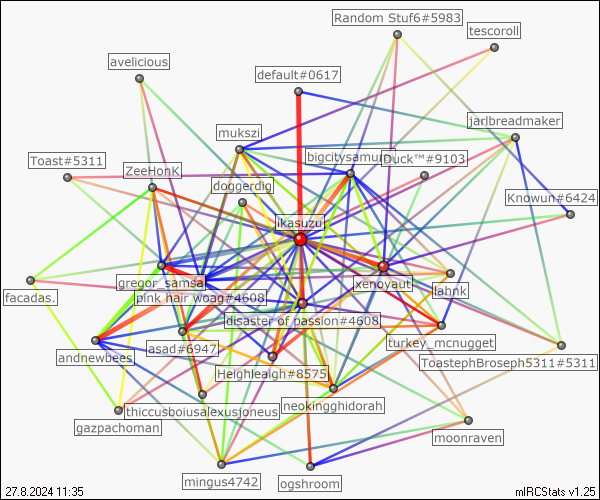 Random Stuf6#5983
tescoroll
avelicious
default#0617
jarlbreadmaker
mukszi
Toast#5311
bigcitysamur
Duck™#9103
ZeeHonK
doggerdig
Knowun#6424
ikasuzu
gregor_samsa
xenoyaut
lahnk
facadas.
pink hair woag#4608
disaster of passion#4608
turkey_mcnugget
andnewbees
asad#6947
ToastephBroseph5311#5311
Heighleaigh#8575
thiccusboiusalexusjoneus
neokingghidorah
gazpachoman
moonraven
mingus4742
ogshroom
27.8.2024 11:35
mIRCStats v1.25